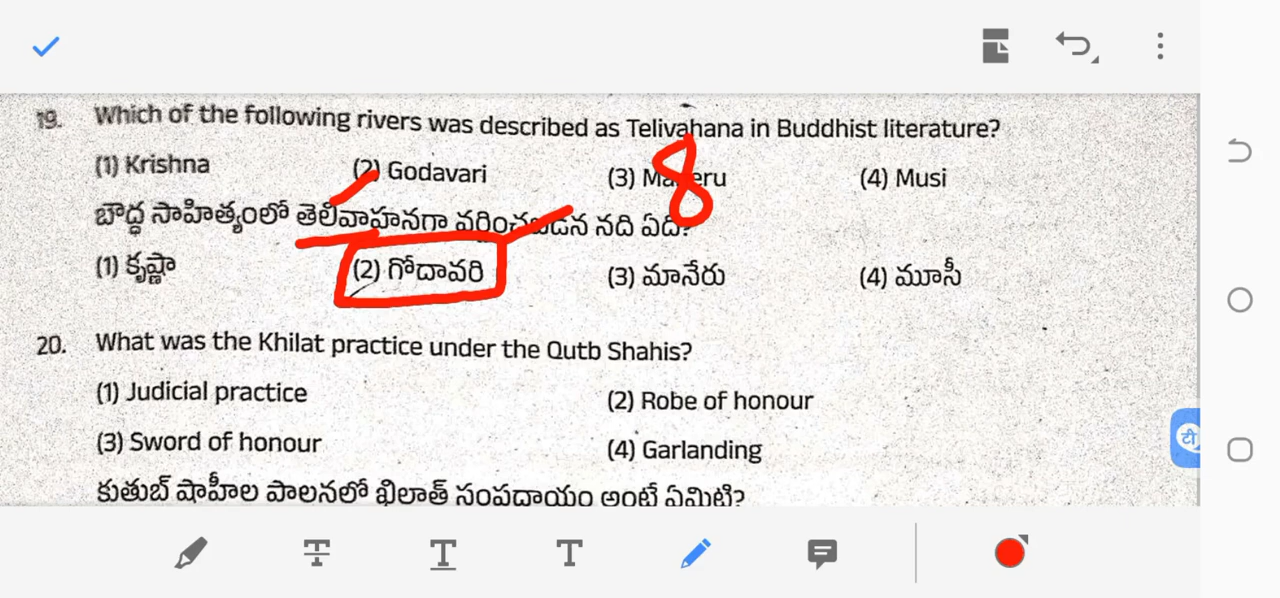 19. Which of the following rivers was described as Telivahana in Buddhist literature?
(1) Krishna (2) Godavari (3) Maneru (4) Musi
బౌద్ధ సాహిత్యంలో తెలివాహనగా వర్ణించబడిన నది ఏది?
(1) కృష్ణా (2) గోదావరి (3) మానేరు (4) మూసీ
8
20. What was the Khilat practice under the Qutb Shahis?
(1) Judicial practice (2) Robe of honour
(3) Sword of honour (4) Garlanding
కుతుబ్ షాహీల పాలనలో ఖిలాత్ సంపదాయం అంటే ఏమిటి?
టీ
T T T